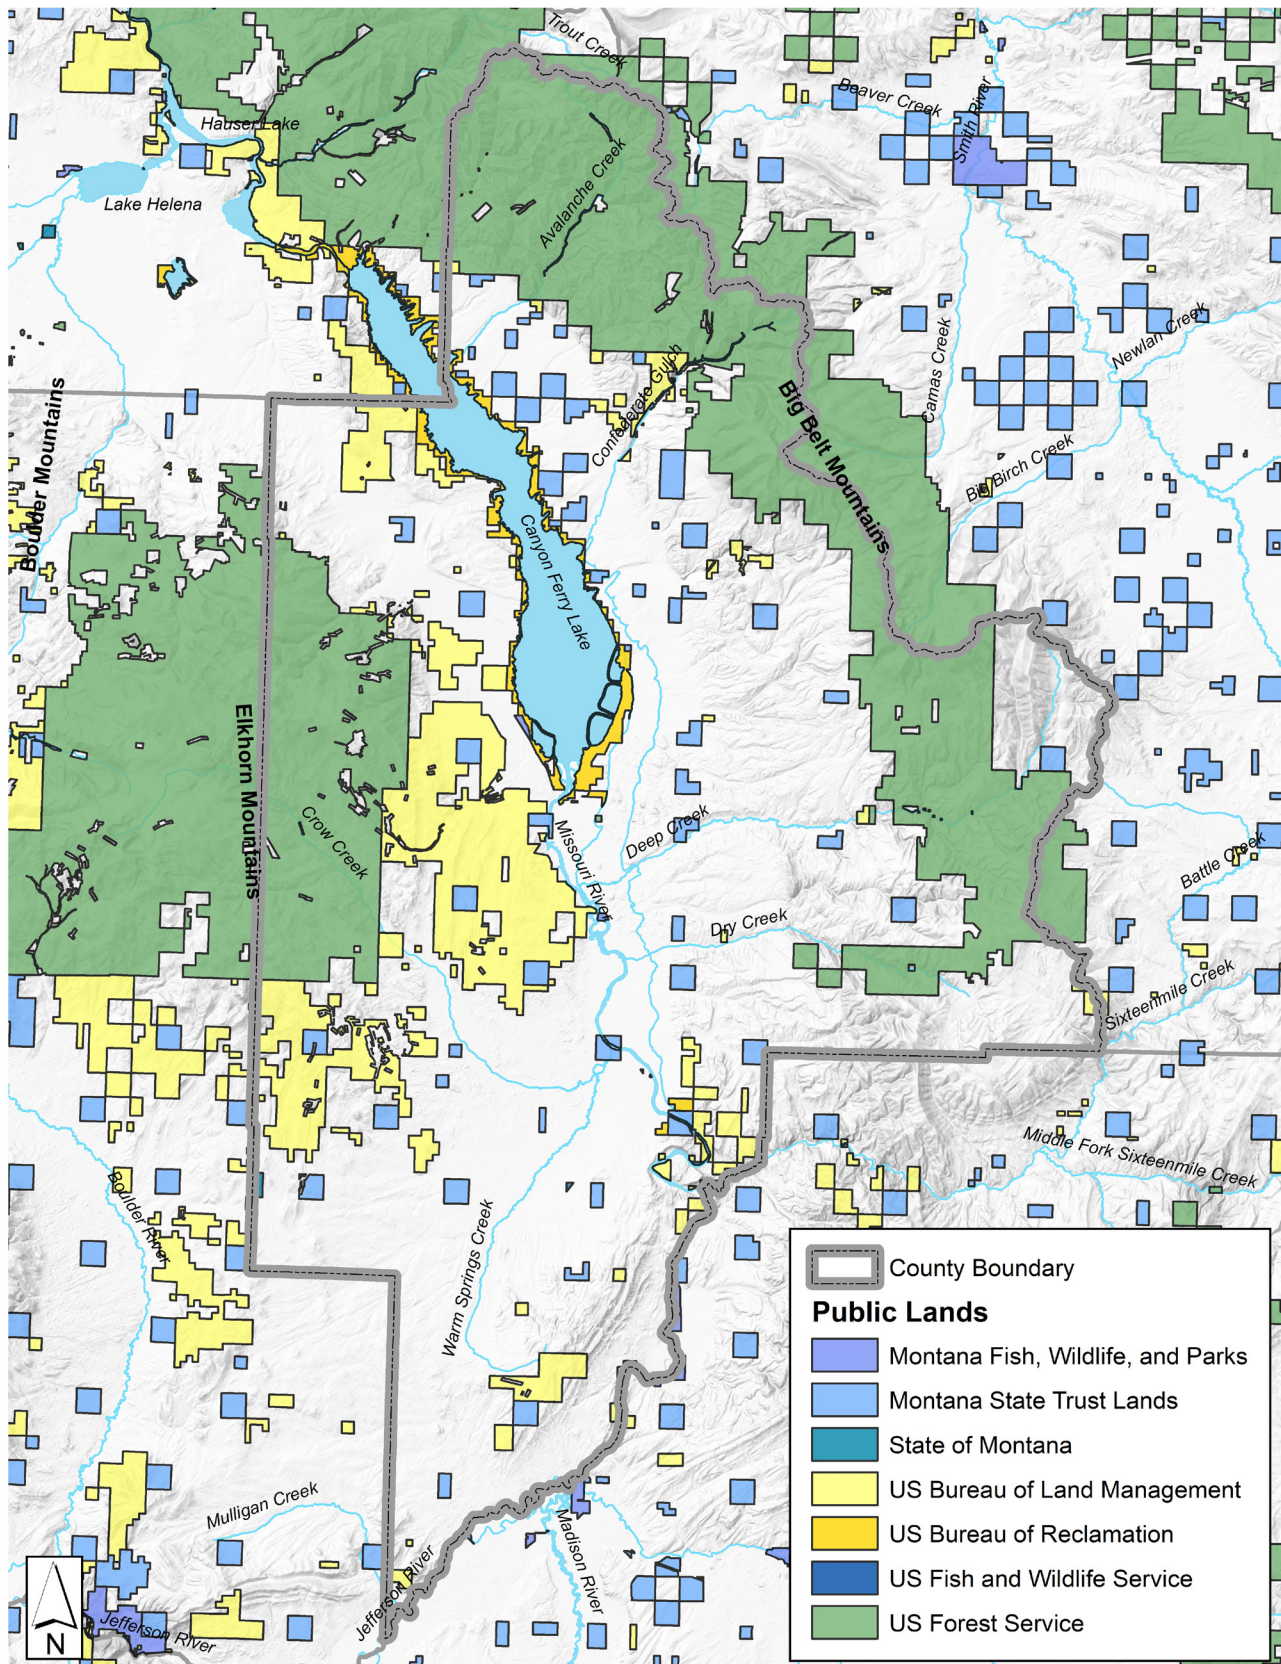 Trout Creek
Beaver Creek
Smith River
Hauser Lake
Lake Helena
Avalanche Creek
Newlan Creek
Camas Creek
Confederate Gulch
Big Belt Mountains
Boulder Mountains
Big Birch Creek
Canyon Ferry Lake
Elkhorn Mountains
Crow Creek
Missouri River
Deep Creek
Battle Creek
Dry Creek
Sixteenmile Creek
Middle Fork Sixteenmile Creek
Boulder River
Warm Springs Creek
Mulligan Creek
Madison River
Jefferson River
Jefferson River
N
County Boundary
Public Lands
Montana Fish, Wildlife, and Parks
Montana State Trust Lands
State of Montana
US Bureau of Land Management
US Bureau of Reclamation
US Fish and Wildlife Service
US Forest Service